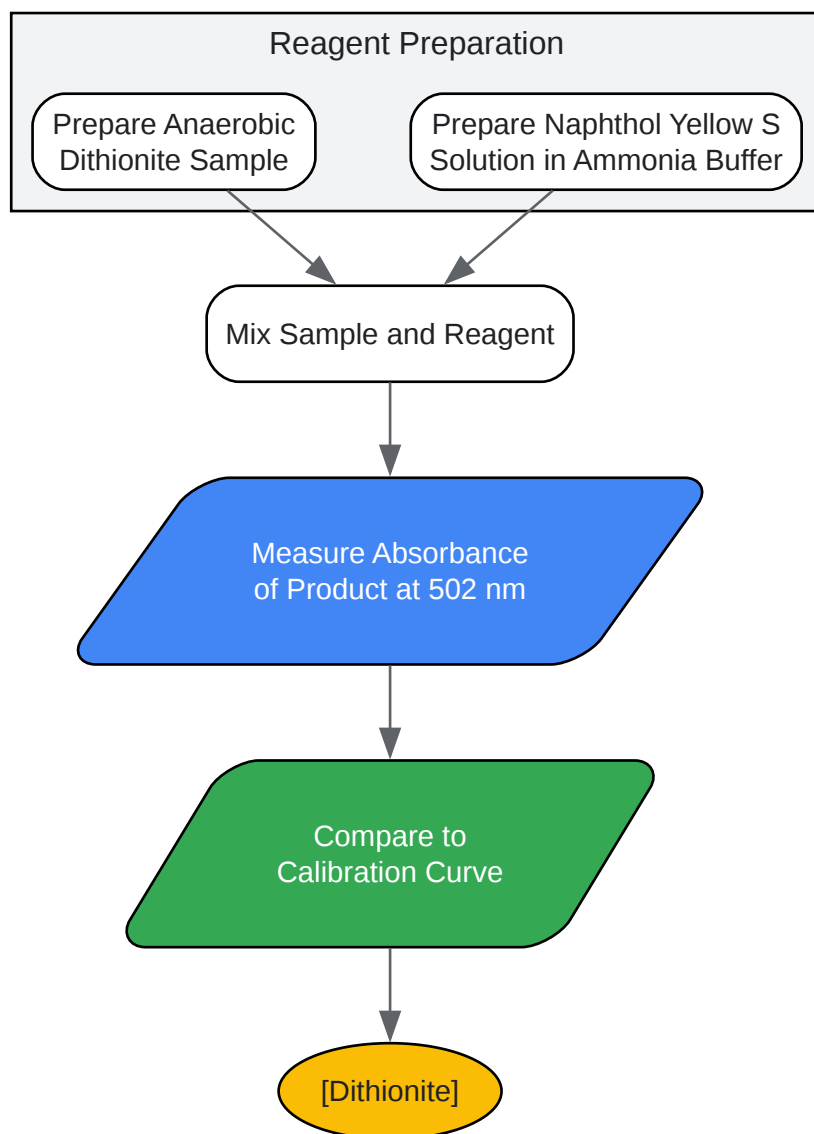 Reagent Preparation
Prepare Anaerobic
Dithionite Sample
Prepare Naphthol Yellow S
Solution in Ammonia Buffer
Mix Sample and Reagent
Measure Absorbance
of Product at 502 nm
Compare to
Calibration Curve
[Dithionite]